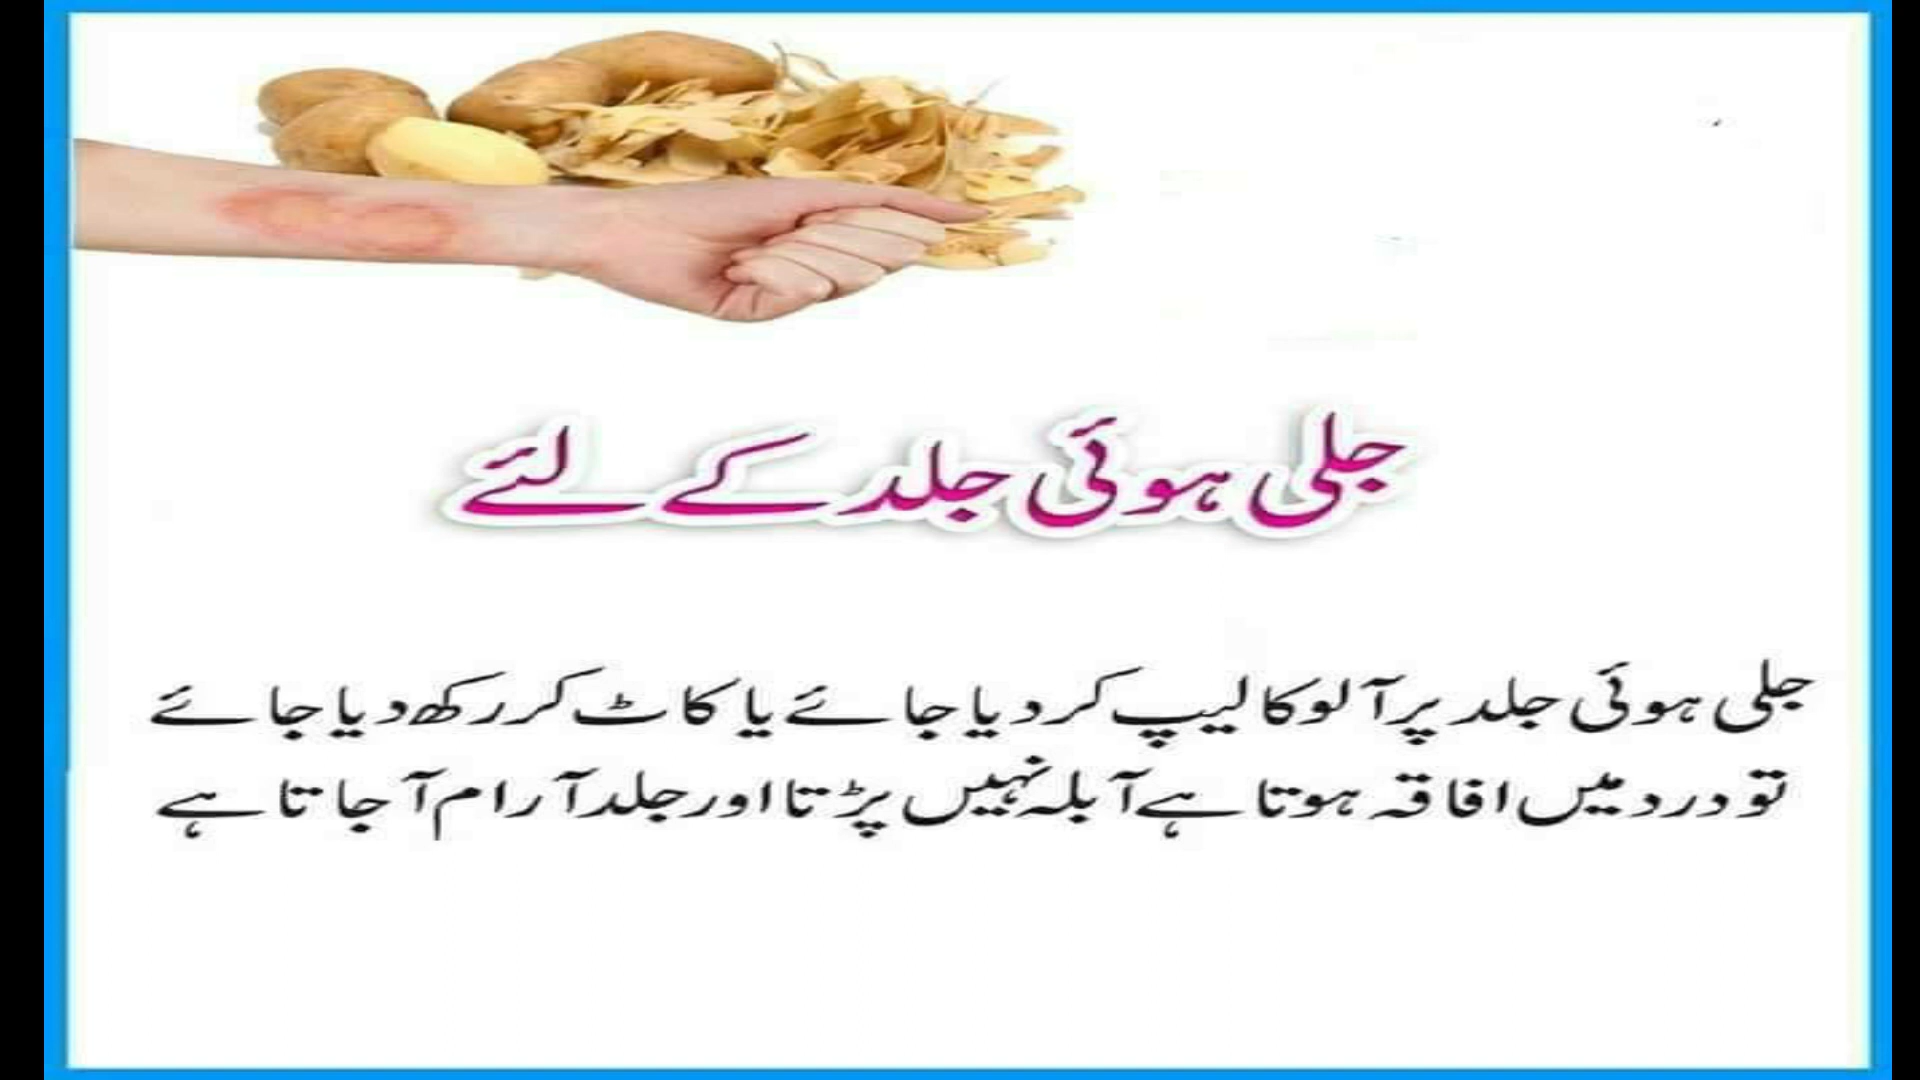 جلی ہوئی جلد کے لئے
جلی ہوئی جلد پر آلو کا لیپ کر دیا جائے یا کاٹ کر رکھ دیا جائے
تو درد میں افاقہ ہوتا ہے آبلہ نہیں پڑتا اور جلد آرام آ جاتا ہے